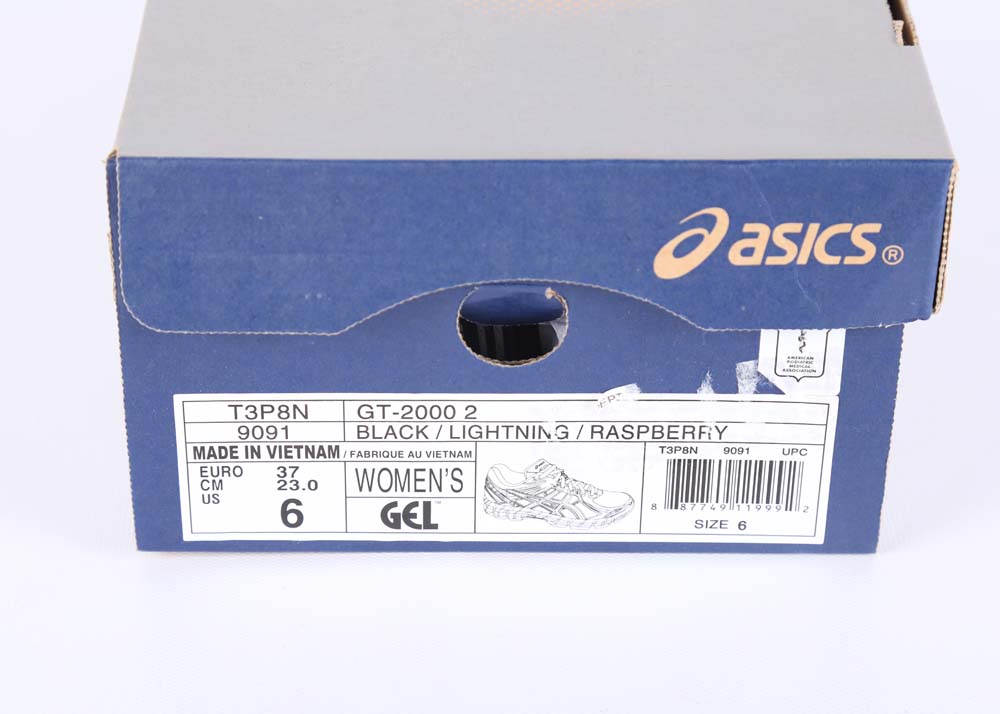 asics®
AMERICAN
PODIATRIC
MEDICAL
ASSOCIATION
T3P8N GT-2000 2
9091 BLACK / LIGHTNING / RASPBERRY
MADE IN VIETNAM / FABRIQUE AU VIETNAM
EURO 37
CM 23.0
US 6
WOMEN'S
GEL™
T3P8N 9091 UPC
8 87749 11999 2
SIZE 6